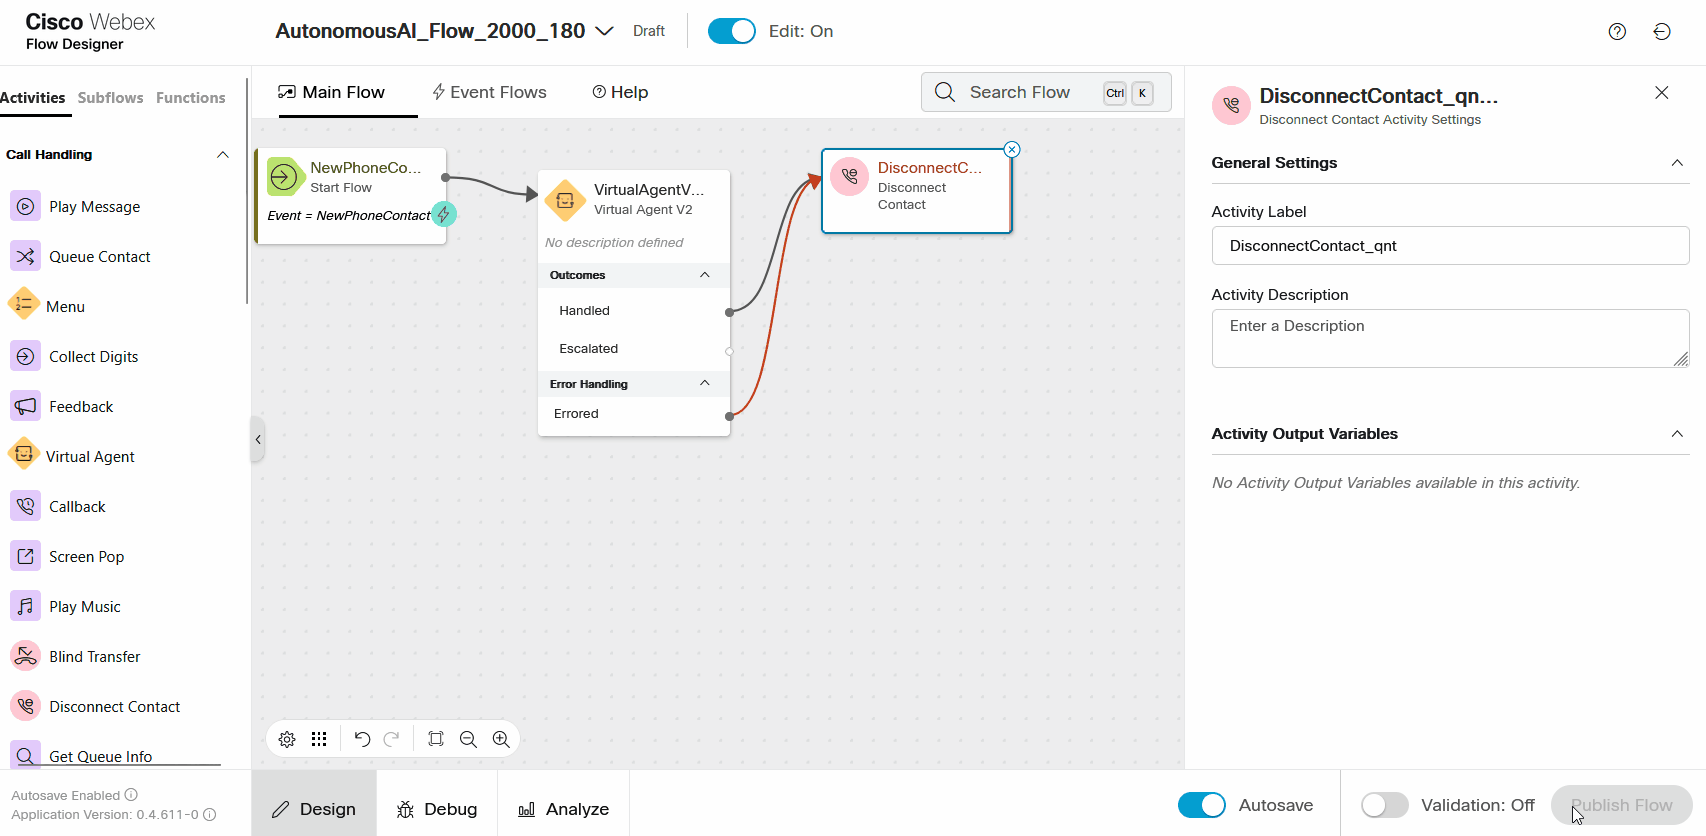 Cisco Webex
Flow Designer
AutonomousAI_Flow_2000_180
Draft
Edit: On
Activities Subflows Functions
Main Flow
Event Flows
Help
Search Flow Ctrl K
Call Handling
Play Message
Queue Contact
Menu
Collect Digits
Feedback
Virtual Agent
Callback
Screen Pop
Play Music
Blind Transfer
Disconnect Contact
Get Queue Info
NewPhoneCo...
Start Flow
Event = NewPhoneContact
VirtualAgentV...
Virtual Agent V2
No description defined
Outcomes
Handled
Escalated
Error Handling
Errored
DisconnectC...
Disconnect
Contact
DisconnectContact_qn...
Disconnect Contact Activity Settings
General Settings
Activity Label
DisconnectContact_qnt
Activity Description
Enter a Description
Activity Output Variables
No Activity Output Variables available in this activity.
Autosave Enabled
Application Version: 0.4.611-0
Design
Debug
Analyze
Autosave
Validation: Off
Publish Flow